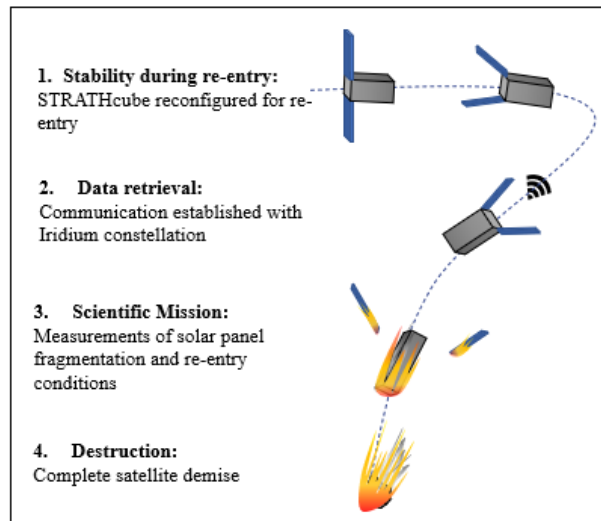 1. Stability during re-entry:
STRATHcube reconfigured for re-
entry
2. Data retrieval:
Communication established with
Iridium constellation
3. Scientific Mission:
Measurements of solar panel
fragmentation and re-entry
conditions
4. Destruction:
Complete satellite demise